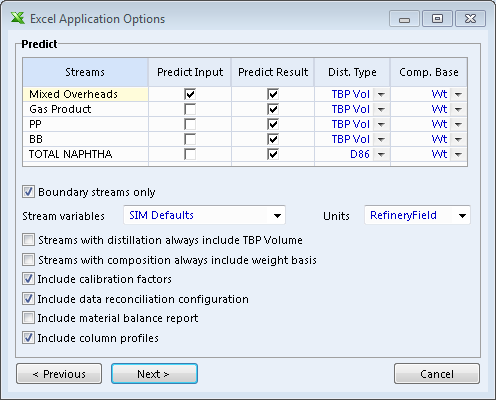 Excel Application Options
Predict
Streams Predict Input Predict Result Dist. Type Comp. Base
Mixed Overheads TBP Vol Wt
Gas Product TBP Vol Wt
PP TBP Vol Wt
BB TBP Vol Wt
TOTAL NAPHTHA D86 Wt
Boundary streams only
Stream variables SIM Defaults Units RefineryField
Streams with distillation always include TBP Volume
Streams with composition always include weight basis
Include calibration factors
Include data reconciliation configuration
Include material balance report
Include column profiles
< Previous Next > Cancel